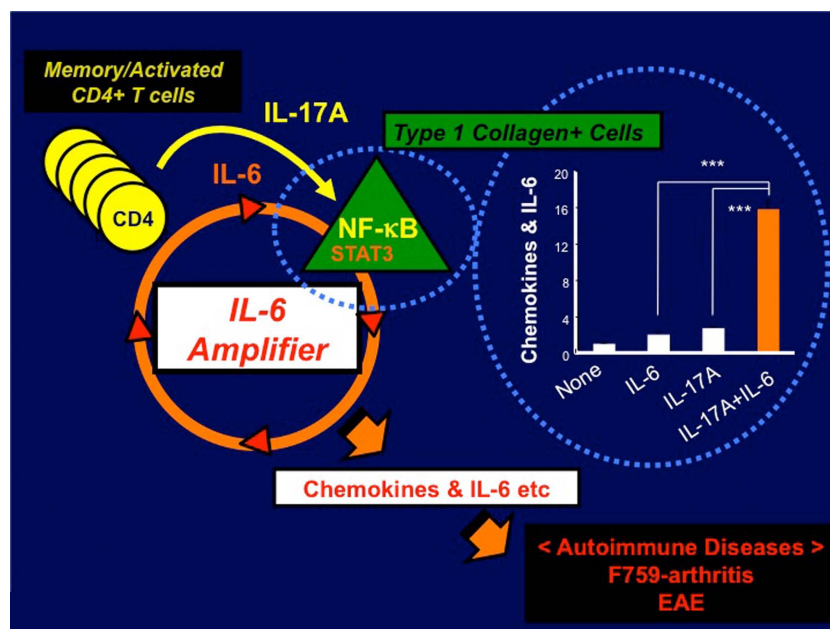 Memory/Activated
CD4+ T cells
IL-17A
Type 1 Collagen+ Cells
IL-6
CD4
NF-κB
STAT3
IL-6
Amplifier
Chemokines & IL-6
20
16
12
8
4
0
***
***
None
IL-6
IL-17A
IL-17A+IL-6
Chemokines & IL-6 etc
< Autoimmune Diseases >
F759-arthritis
EAE